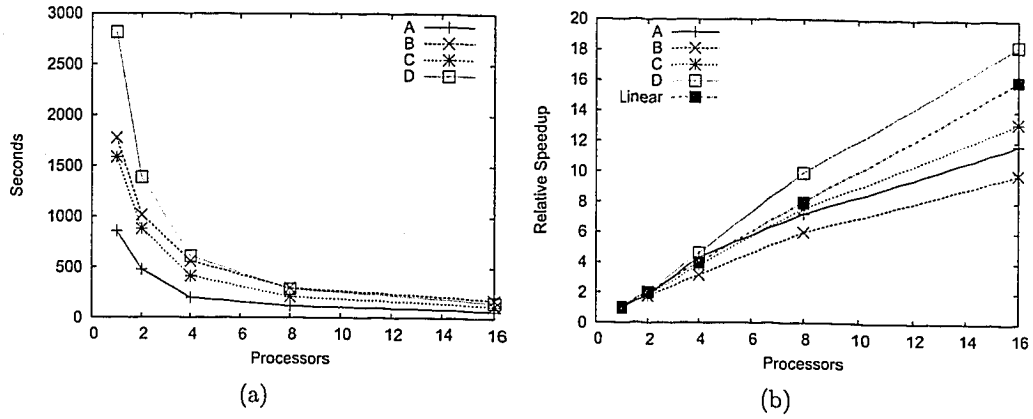 3000
2500
2000
1500
1000
500
0
Seconds
A
B
C
D
0 2 4 6 8 10 12 14 16
Processors
(a)
20
18
16
14
12
10
8
6
4
2
0
Relative Speedup
A
B
C
D
Linear
0 2 4 6 8 10 12 14 16
Processors
(b)